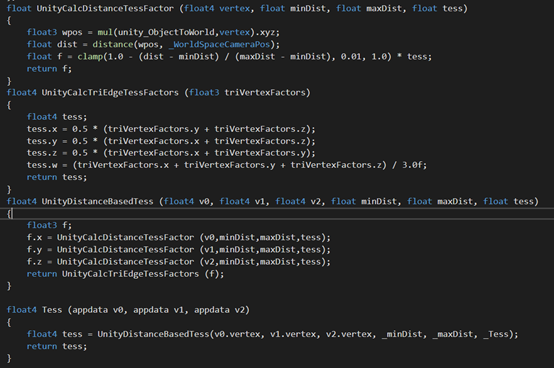 float UnityCalcDistanceTessFactor (float4 vertex, float minDist, float maxDist, float tess)
{
float3 wpos = mul(unity_ObjectToWorld,vertex).xyz;
float dist = distance(wpos, _WorldSpaceCameraPos);
float f = clamp(1.0 - (dist - minDist) / (maxDist - minDist), 0.01, 1.0) * tess;
return f;
}
float4 UnityCalcTriEdgeTessFactors (float3 triVertexFactors)
{
float4 tess;
tess.x = 0.5 * (triVertexFactors.y + triVertexFactors.z);
tess.y = 0.5 * (triVertexFactors.x + triVertexFactors.z);
tess.z = 0.5 * (triVertexFactors.x + triVertexFactors.y);
tess.w = (triVertexFactors.x + triVertexFactors.y + triVertexFactors.z) / 3.0f;
return tess;
}
float4 UnityDistanceBasedTess (float4 v0, float4 v1, float4 v2, float minDist, float maxDist, float tess)
{
float3 f;
f.x = UnityCalcDistanceTessFactor (v0,minDist,maxDist,tess);
f.y = UnityCalcDistanceTessFactor (v1,minDist,maxDist,tess);
f.z = UnityCalcDistanceTessFactor (v2,minDist,maxDist,tess);
return UnityCalcTriEdgeTessFactors (f);
}
float4 Tess (appdata v0, appdata v1, appdata v2)
{
float4 tess = UnityDistanceBasedTess(v0.vertex, v1.vertex, v2.vertex, _minDist, _maxDist, _Tess);
return tess;
}